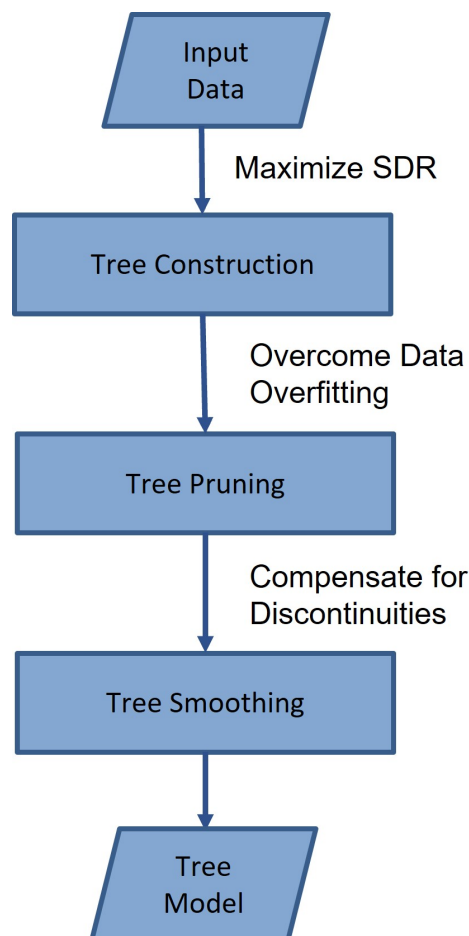 Input
Data
Maximize SDR
Tree Construction
Overcome Data
Overfitting
Tree Pruning
Compensate for
Discontinuities
Tree Smoothing
Tree
Model